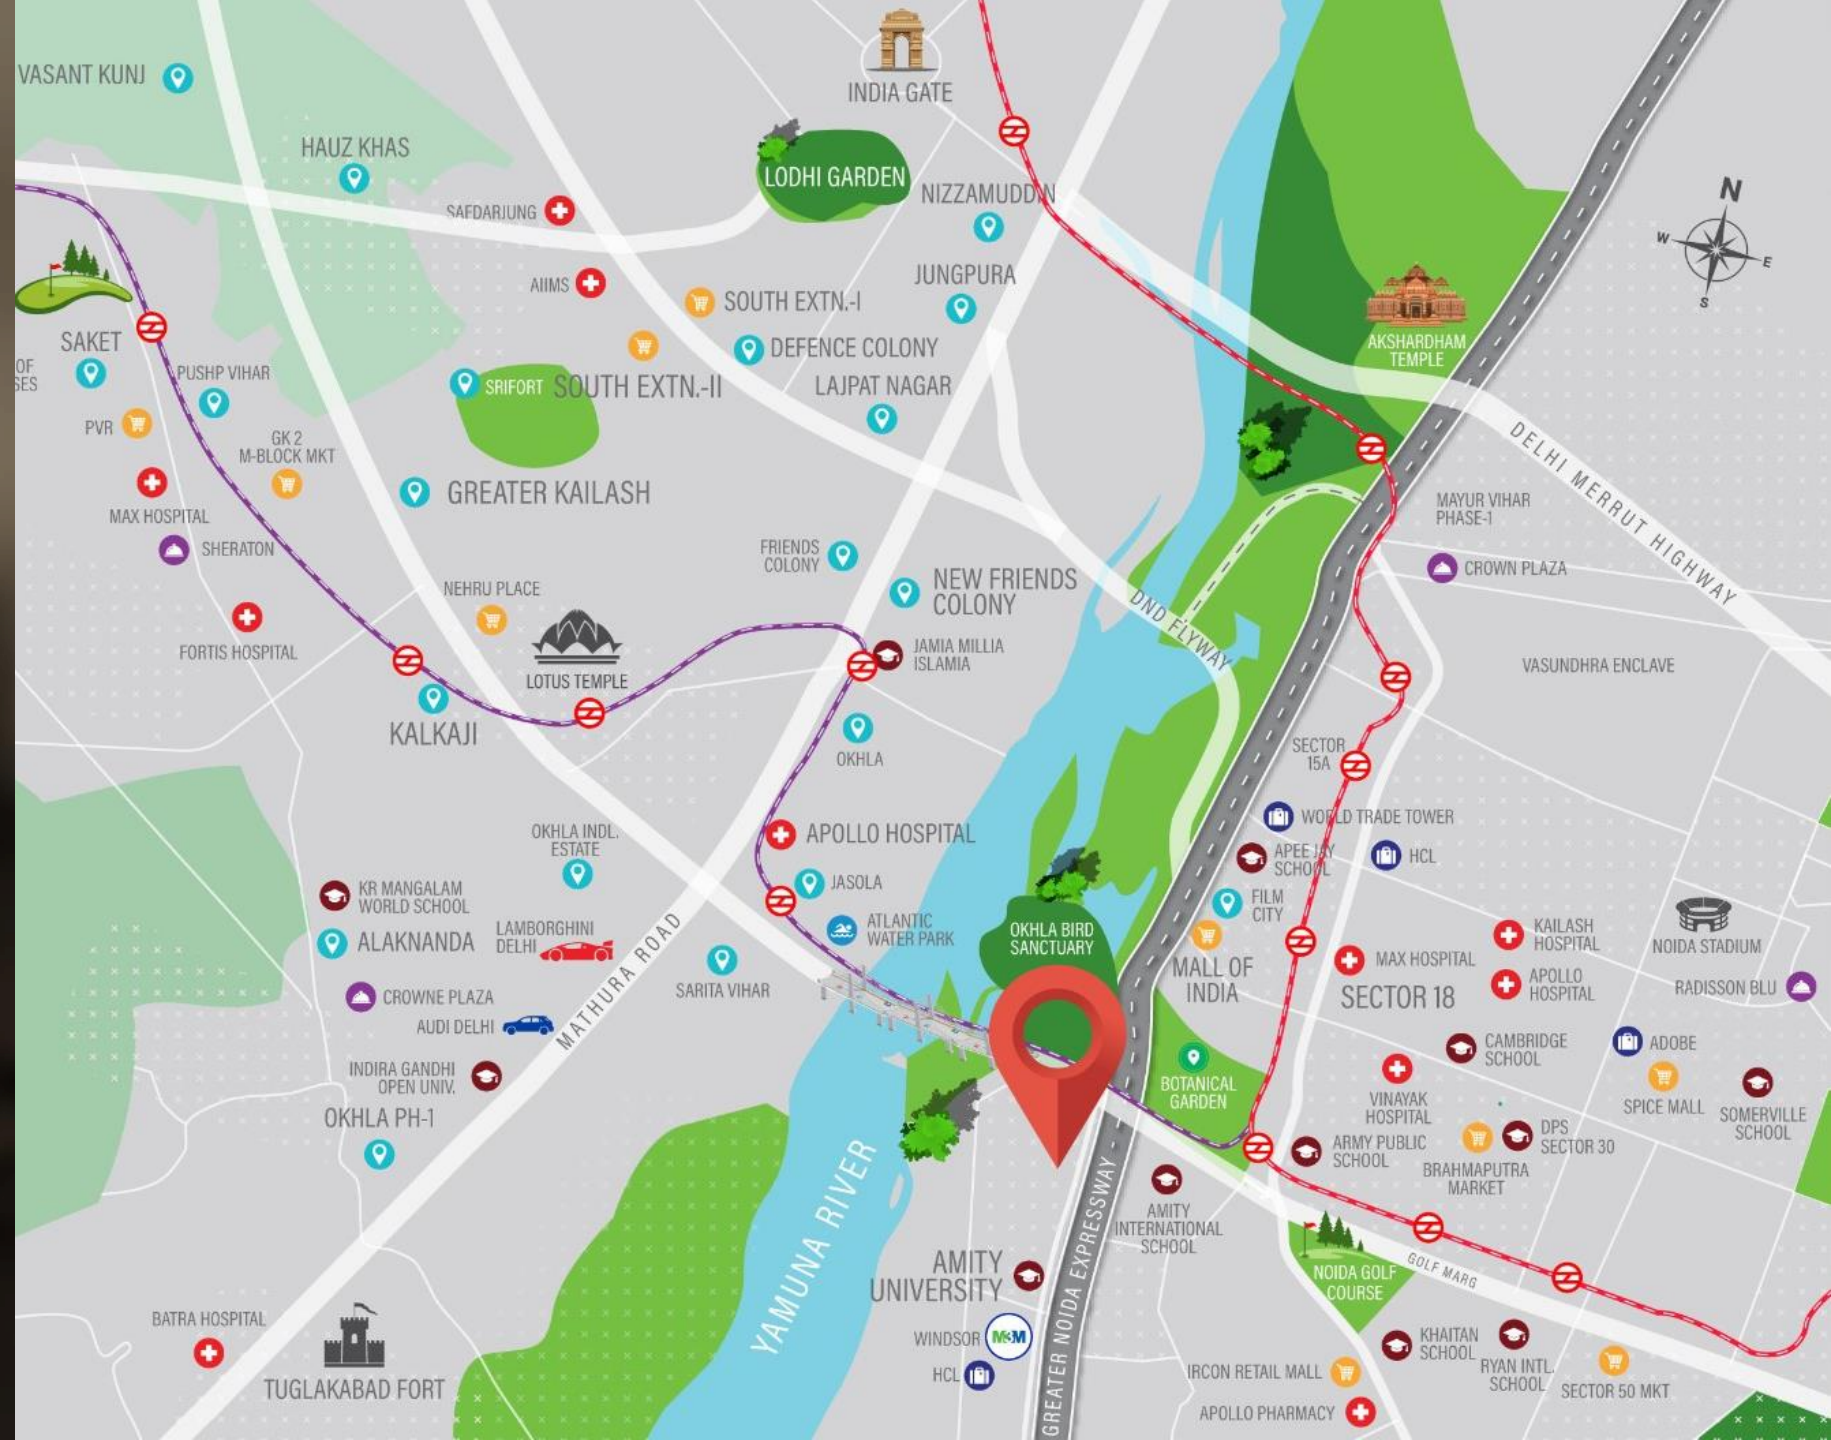 INDIA GATE
VASANT KUNJ
HAUZ KHAS
LODHI GARDEN
NIZZAMUDDIN
N
W
E
S
SAFDARJUNG
AIIMS
JUNGPURA
SOUTH EXTN.-I
SAKET
OF
SES
PUSHP VIHAR
SRIFORT
SOUTH EXTN.-II
DEFENCE COLONY
LAJPAT NAGAR
AKSHARDHAM
TEMPLE
PVR
GK 2
M-BLOCK MKT
GREATER KAILASH
MAX HOSPITAL
SHERATON
DELHI MERRUT HIGHWAY
MAYUR VIHAR
PHASE-1
CROWN PLAZA
FRIENDS
COLONY
NEW FRIENDS
COLONY
NEHRU PLACE
DND FLYWAY
FORTIS HOSPITAL
LOTUS TEMPLE
JAMIA MILLIA
ISLAMIA
VASUNDHRA ENCLAVE
KALKAJI
OKHLA
SECTOR
15A
OKHLA INDL.
ESTATE
APOLLO HOSPITAL
WORLD TRADE TOWER
APEE JAY
SCHOOL
HCL
KR MANGALAM
WORLD SCHOOL
JASOLA
FILM
CITY
ALAKNANDA
LAMBORGHINI
DELHI
ATLANTIC
WATER PARK
OKHLA BIRD
SANCTUARY
KAILASH
HOSPITAL
NOIDA STADIUM
MALL OF
INDIA
MAX HOSPITAL
SECTOR 18
APOLLO
HOSPITAL
RADISSON BLU
CROWNE PLAZA
AUDI DELHI
MATHURA ROAD
SARITA VIHAR
INDIRA GANDHI
OPEN UNIV.
OKHLA PH-1
BOTANICAL
GARDEN
CAMBRIDGE
SCHOOL
ADOBE
VINAYAK
HOSPITAL
SPICE MALL
SOMERVILLE
SCHOOL
ARMY PUBLIC
SCHOOL
DPS
SECTOR 30
BRAHMAPUTRA
MARKET
YAMUNA RIVER
AMITY
INTERNATIONAL
SCHOOL
AMITY
UNIVERSITY
GREATER NOIDA EXPRESSWAY
NOIDA GOLF
COURSE
GOLF MARG
BATRA HOSPITAL
TUGLAKABAD FORT
WINDSOR
M3M
HCL
KHAITAN
SCHOOL
RYAN INTL.
SCHOOL
IRCON RETAIL MALL
SECTOR 50 MKT
APOLLO PHARMACY